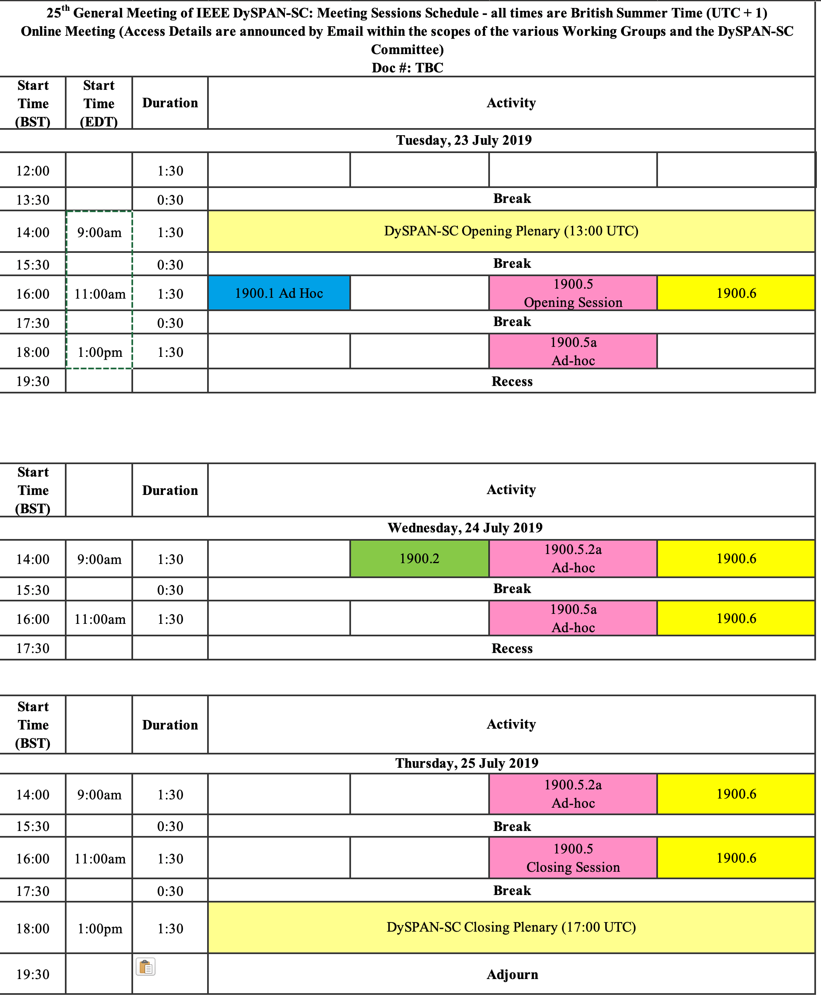 25th General Meeting of IEEE DySPAN-SC: Meeting Sessions Schedule - all times are British Summer Time (UTC + 1)
Online Meeting (Access Details are announced by Email within the scopes of the various Working Groups and the DySPAN-SC
Committee)
Doc #: TBC
Start Time (BST) Start Time (EDT) Duration Activity
Tuesday, 23 July 2019
12:00 1:30
13:30 0:30 Break
14:00 9:00am 1:30 DySPAN-SC Opening Plenary (13:00 UTC)
15:30 0:30 Break
16:00 11:00am 1:30 1900.1 Ad Hoc 1900.5 Opening Session 1900.6
17:30 0:30 Break
18:00 1:00pm 1:30 1900.5a Ad-hoc
19:30 Recess
Start Time (BST) Duration Activity
Wednesday, 24 July 2019
14:00 9:00am 1:30 1900.2 1900.5.2a Ad-hoc 1900.6
15:30 0:30 Break
16:00 11:00am 1:30 1900.5a Ad-hoc 1900.6
17:30 Recess
Start Time (BST) Duration Activity
Thursday, 25 July 2019
14:00 9:00am 1:30 1900.5.2a Ad-hoc 1900.6
15:30 0:30 Break
16:00 11:00am 1:30 1900.5 Closing Session 1900.6
17:30 0:30 Break
18:00 1:00pm 1:30 DySPAN-SC Closing Plenary (17:00 UTC)
19:30 Adjourn